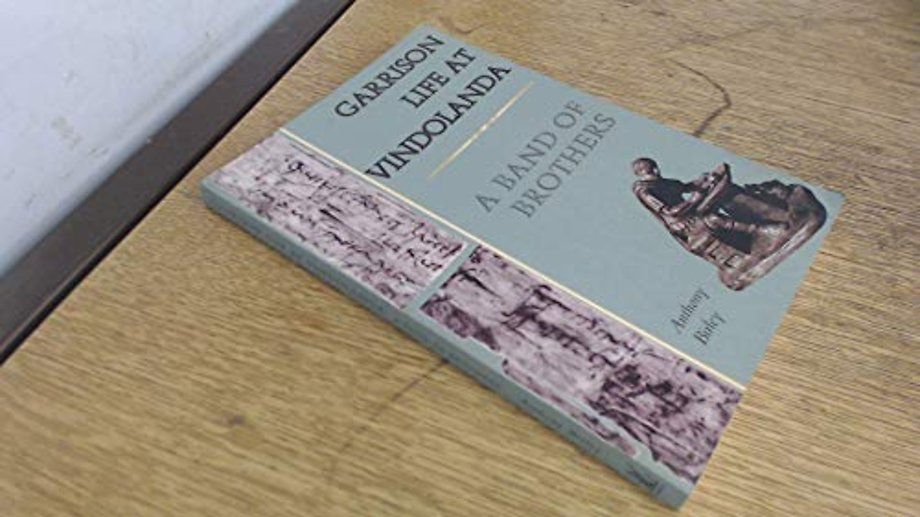 GARRISON
LIFE AT
VINDOLANDA
A BAND OF
BROTHERS
Anthony
Birley